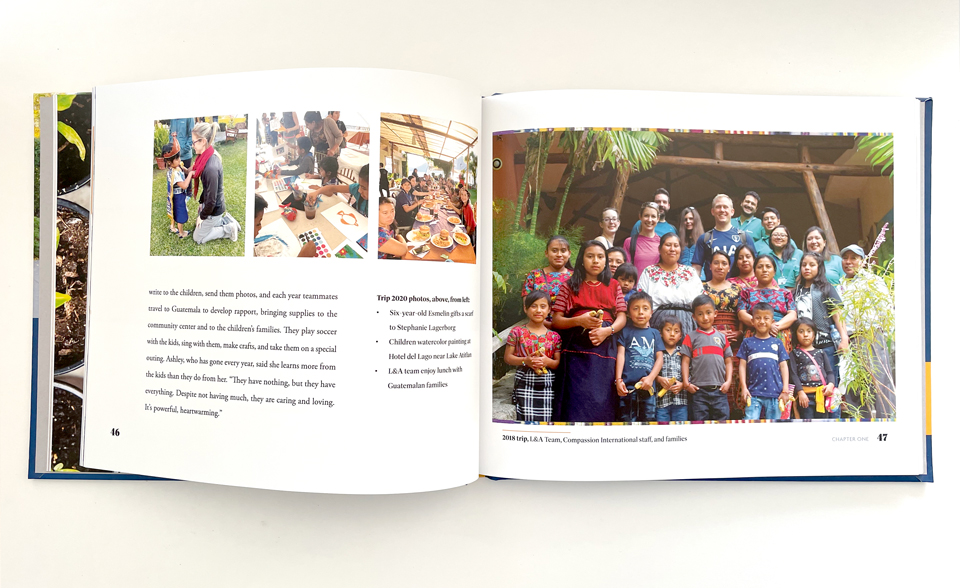 write to the children, send them photos, and each year teammates
travel to Guatemala to develop rapport, bringing supplies to the
community center and to the children's families. They play soccer
with the kids, sing with them, make crafts, and take them on a special
outing. Ashley, who has gone every year, said she learns more from
the kids than they do from her. "They have nothing, but they have
everything. Despite not having much, they are caring and loving.
It's powerful, heartwarming."
46
Trip 2020 photos, above, from left:
• Six-year-old Esmelin gifts a scarf
to Stephanie Lagerborg
• Children watercolor painting at
Hotel del Lago near Lake Atitlan
• L&A team enjoy lunch with
Guatemalan families
AM
2018 trip, L&A Team, Compassion International staff, and families
CHAPTER ONE 47